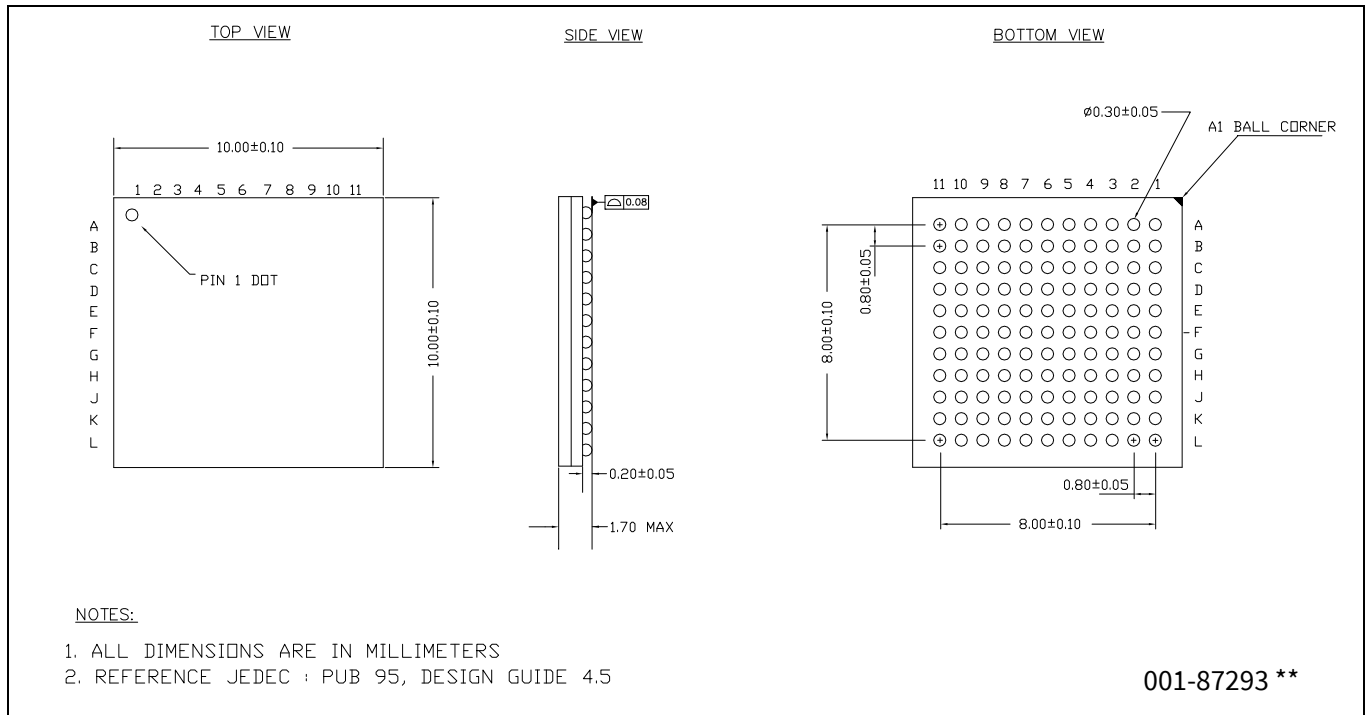 TOP VIEW
SIDE VIEW
BOTTOM VIEW
10.00±0.10
1 2 3 4 5 6 7 8 9 10 11
A
B
C
D
E
F
G
H
J
K
L
PIN 1 DOT
10.00±0.10
0.08
0.20±0.05
1.70 MAX
ø0.30±0.05
A1 BALL CORNER
11 10 9 8 7 6 5 4 3 2 1
A
B
C
D
E
F
G
H
J
K
L
0.80±0.05
8.00±0.10
0.80±0.05
8.00±0.10
NOTES:
1. ALL DIMENSIONS ARE IN MILLIMETERS
2. REFERENCE JEDEC : PUB 95, DESIGN GUIDE 4.5
001-87293 **